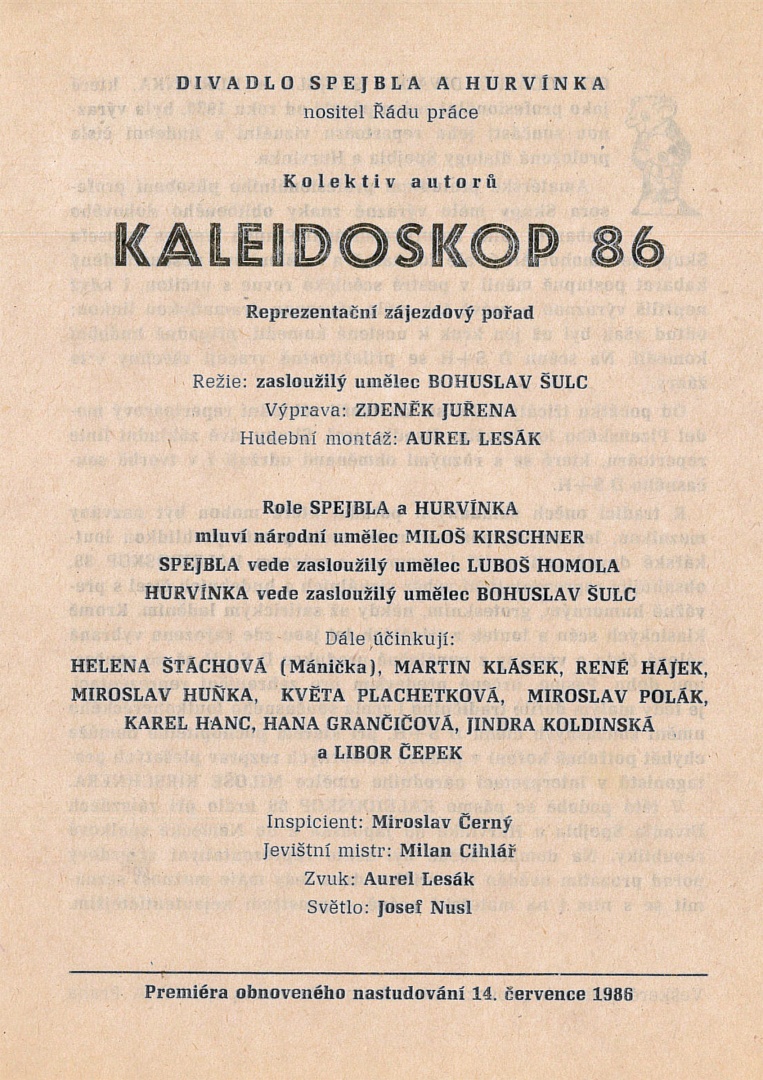 DIVADLO SPEJBLA A HURVÍNKA
nositel Řádu práce
Kolektiv autorů
KALEIDOSKOP 86
Reprezentační zájezdový pořad
Režie: zasloužilý umělec BOHUSLAV ŠULC
Výprava: ZDENĚK JUŘENA
Hudební montáž: AUREL LESÁK
Role SPEJBLA a HURVÍNKA
mluví národní umělec MILOŠ KIRSCHNER
SPEJBLA vede zasloužilý umělec LUBOŠ HOMOLA
HURVÍNKA vede zasloužilý umělec BOHUSLAV ŠULC
Dále účinkují:
HELENA ŠTÁCHOVÁ (Mánička), MARTIN KLÁSEK, RENÉ HÁJEK,
MIROSLAV HUŇKA, KVĚTA PLACHETKOVÁ, MIROSLAV POLÁK,
KAREL HANC, HANA GRANČIČOVÁ, JINDRA KOLDINSKÁ
a LIBOR ČEPEK
Inspicient: Miroslav Černý
Jevištní mistr: Milan Cihlář
Zvuk: Aurel Lesák
Světlo: Josef Nusl
Premiéra obnoveného nastudování 14. července 1986